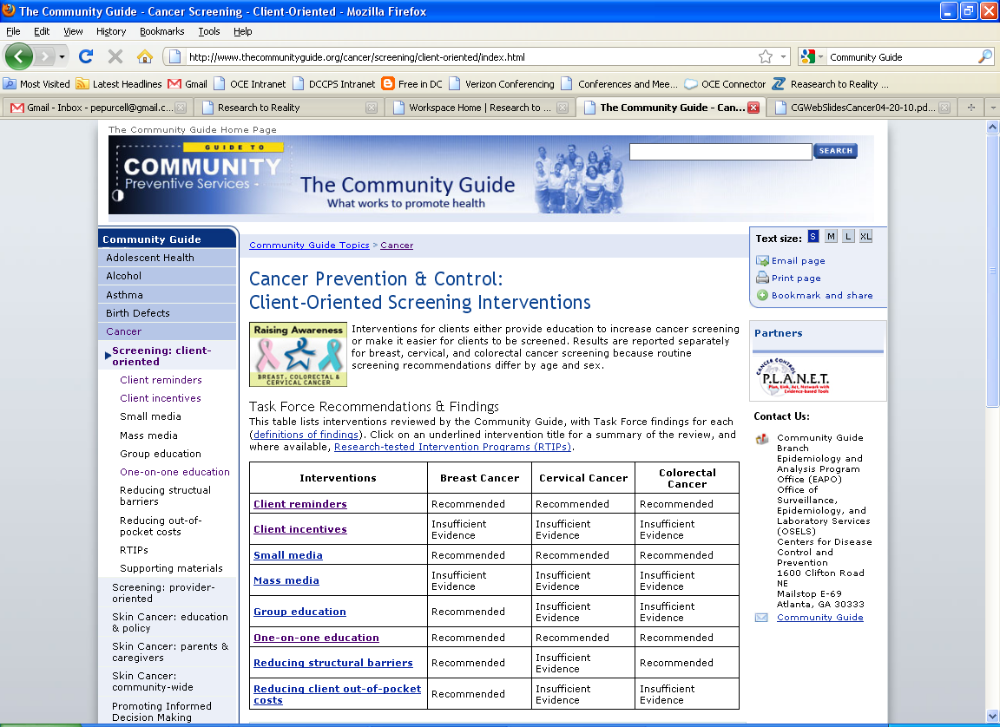 The Community Guide - Cancer Screening - Client-Oriented - Mozilla Firefox
File Edit View History Bookmarks Tools Help
http://www.thecommunityguide.org/cancer/screening/client-oriented/index.html
Community Guide
Most Visited Latest Headlines Gmail OCE Intranet DCCPS Intranet Free in DC Verizon Conferencing Conferences and Mee... OCE Connector Reasearch to Reality ...
Gmail - Inbox - pepurcell@gmail.c... Research to Reality Workspace Home | Research to ... The Community Guide - Can... CGWebSlidesCancer04-20-10.pd...
The Community Guide Home Page
GUIDE TO
COMMUNITY
Preventive Services -
The Community Guide
What works to promote health
SEARCH
Community Guide
Adolescent Health
Alcohol
Asthma
Birth Defects
Cancer
Screening: client-
oriented
Client reminders
Client incentives
Small media
Mass media
Group education
One-on-one education
Reducing structual
barriers
Reducing out-of-
pocket costs
RTIPs
Supporting materials
Screening: provider-
oriented
Skin Cancer: education
& policy
Skin Cancer: parents &
caregivers
Skin Cancer:
community-wide
Promoting Informed
Decision Making
Community Guide Topics > Cancer
Cancer Prevention & Control:
Client-Oriented Screening Interventions
Raising Awareness
BREAST, COLORECTAL &
CERVICAL CANCER
Interventions for clients either provide education to increase cancer screening
or make it easier for clients to be screened. Results are reported separately
for breast, cervical, and colorectal cancer screening because routine
screening recommendations differ by age and sex.
Task Force Recommendations & Findings
This table lists interventions reviewed by the Community Guide, with Task Force findings for each
(definitions of findings). Click on an underlined intervention title for a summary of the review, and
where available, Research-tested Intervention Programs (RTIPs).
Interventions Breast Cancer Cervical Cancer Colorectal Cancer
Client reminders Recommended Recommended Recommended
Client incentives Insufficient Evidence Insufficient Evidence Insufficient Evidence
Small media Recommended Recommended Recommended
Mass media Insufficient Evidence Insufficient Evidence Insufficient Evidence
Group education Recommended Insufficient Evidence Insufficient Evidence
One-on-one education Recommended Recommended Recommended
Reducing structural barriers Recommended Insufficient Evidence Recommended
Reducing client out-of-pocket costs Recommended Insufficient Evidence Insufficient Evidence
Text size: S M L XL
Email page
Print page
Bookmark and share
Partners
CANCER CONTROL
P.L.A.N.E.T.
Plan, Link, Act, Network with
Evidence-based Tools
Contact Us:
Community Guide
Branch
Epidemiology and
Analysis Program
Office (EAPO)
Office of
Surveillance,
Epidemiology, and
Laboratory Services
(OSELS)
Centers for Disease
Control and
Prevention
1600 Clifton Road
NE
Mailstop E-69
Atlanta, GA 30333
Community Guide